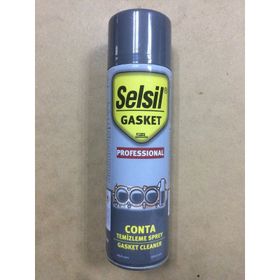 Selsil®
GASKET
PROFESSIONAL
CONTA
TEMİZLEME SPREY
GASKET CLEANER